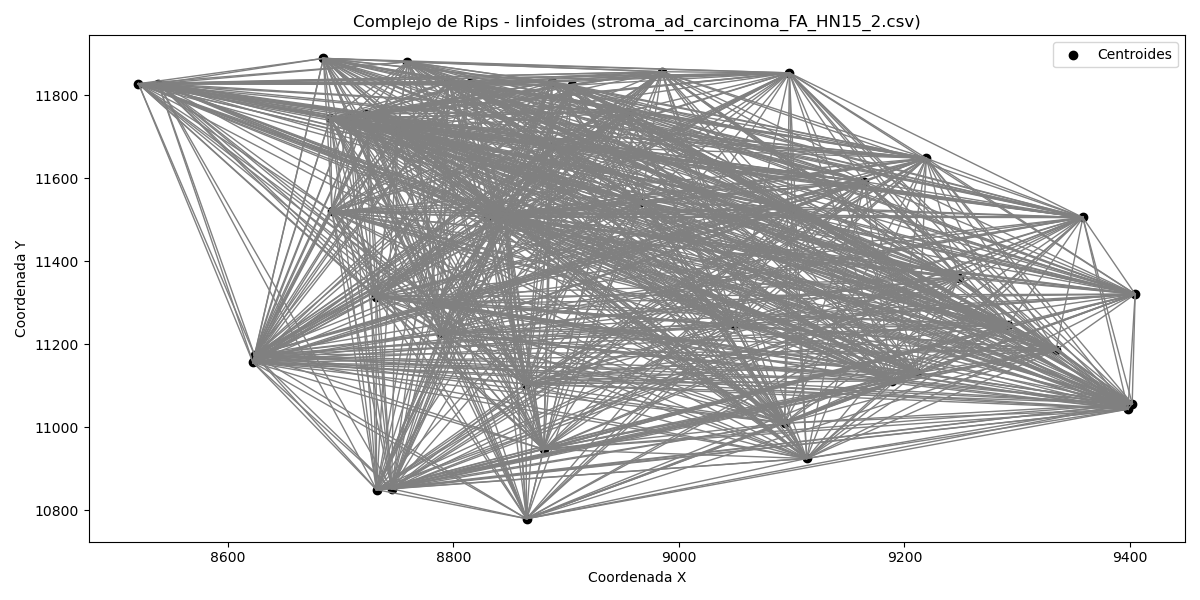 Complejo de Rips - linfoides (stroma_ad_carcinoma_FA_HN15_2.csv)
Centroides
Coordenada Y
11800
11600
11400
11200
11000
10800
8600 8800 9000 9200 9400
Coordenada X